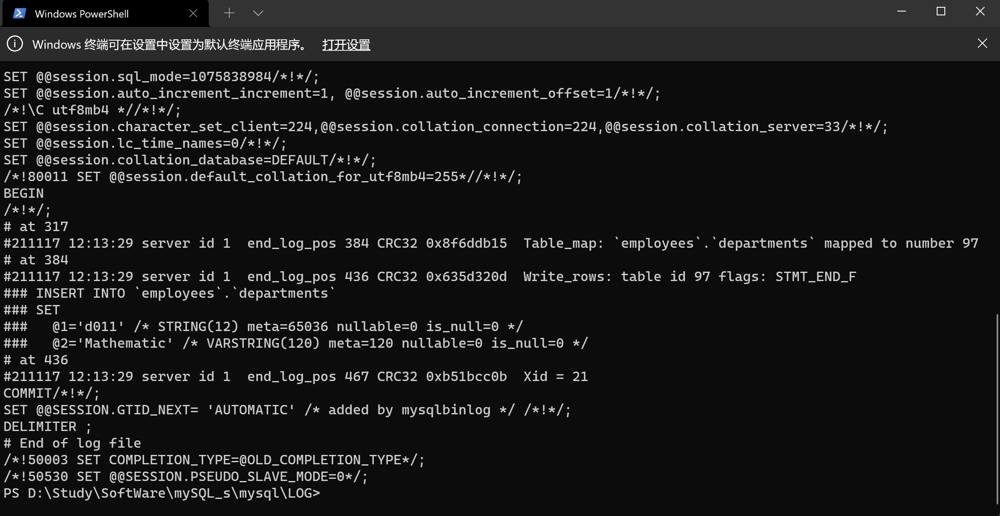 Windows PowerShell
Windows 终端可在设置中设置为默认终端应用程序。 打开设置
SET @@session.sql_mode=1075838984/*!*/;
SET @@session.auto_increment_increment=1, @@session.auto_increment_offset=1/*!*/;
/*!\C utf8mb4 *//*!*/;
SET @@session.character_set_client=224,@@session.collation_connection=224,@@session.collation_server=33/*!*/;
SET @@session.lc_time_names=0/*!*/;
SET @@session.collation_database=DEFAULT/*!*/;
/*!80011 SET @@session.default_collation_for_utf8mb4=255*//*!*/;
BEGIN
/*!*/;
# at 317
#211117 12:13:29 server id 1  end_log_pos 384 CRC32 0x8f6ddb15  Table_map: `employees`.`departments` mapped to number 97
# at 384
#211117 12:13:29 server id 1  end_log_pos 436 CRC32 0x635d320d  Write_rows: table id 97 flags: STMT_END_F
### INSERT INTO `employees`.`departments`
### SET
###   @1='d011' /* STRING(12) meta=65036 nullable=0 is_null=0 */
###   @2='Mathematic' /* VARSTRING(120) meta=120 nullable=0 is_null=0 */
# at 436
#211117 12:13:29 server id 1  end_log_pos 467 CRC32 0xb51bcc0b  Xid = 21
COMMIT/*!*/;
SET @@SESSION.GTID_NEXT= 'AUTOMATIC' /* added by mysqlbinlog */ /*!*/;
DELIMITER ;
# End of log file
/*!50003 SET COMPLETION_TYPE=@OLD_COMPLETION_TYPE*/;
/*!50530 SET @@SESSION.PSEUDO_SLAVE_MODE=0*/;
PS D:\Study\SoftWare\mySQL_s\mysql\LOG>